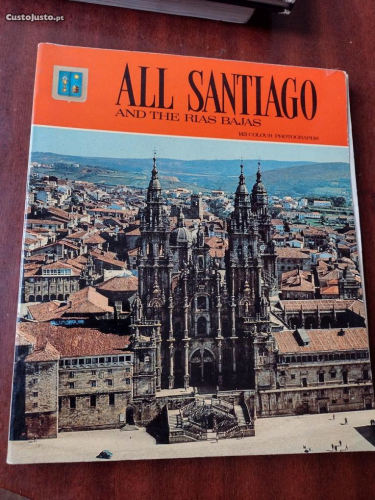 CustoJusto.pt
ALL SANTIAGO
AND THE RIAS BAJAS
COLOUR PHOTOGRAPHS